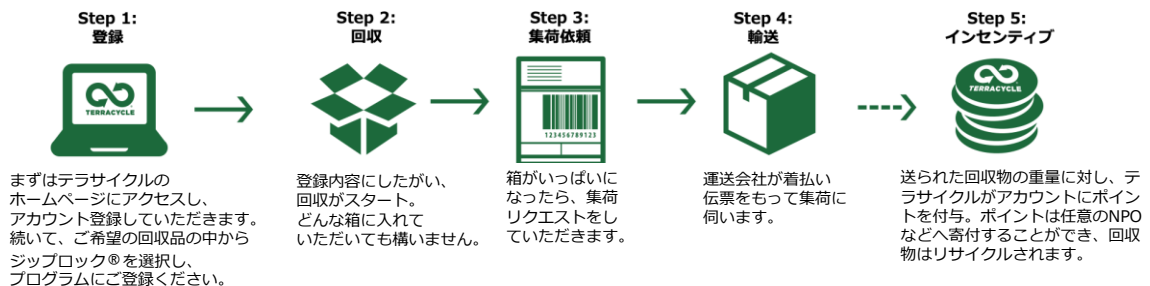 Step 1:
登録
TERRACYCLE
まずはテラサイクルの
ホームページにアクセスし、
アカウント登録していただきます。
続いて、ご希望の回収品の中から
ジップロック®を選択し、
プログラムにご登録ください。
Step 2:
回収
登録内容にしたがい、
回収がスタート。
どんな箱に入れて
いただいても構いません。
Step 3:
集荷依頼
123456789123
箱がいっぱいに
なったら、集荷
リクエストをし
ていただきます。
Step 4:
輸送
運送会社が着払い
伝票をもって集荷に
伺います。
Step 5:
インセンティブ
TERRACYCLE
送られた回収物の重量に対し、テ
ラサイクルがアカウントにポイン
トを付与。ポイントは任意のNPO
などへ寄付することができ、回収
物はリサイクルされます。